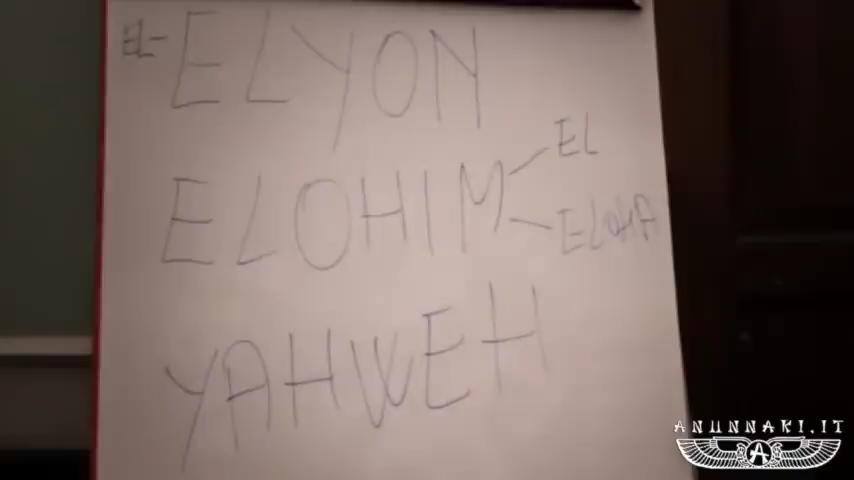 EL- ELYON
EL
ELOHIM
ELOHA
YAHWEH
ANUNNAKI.IT
A